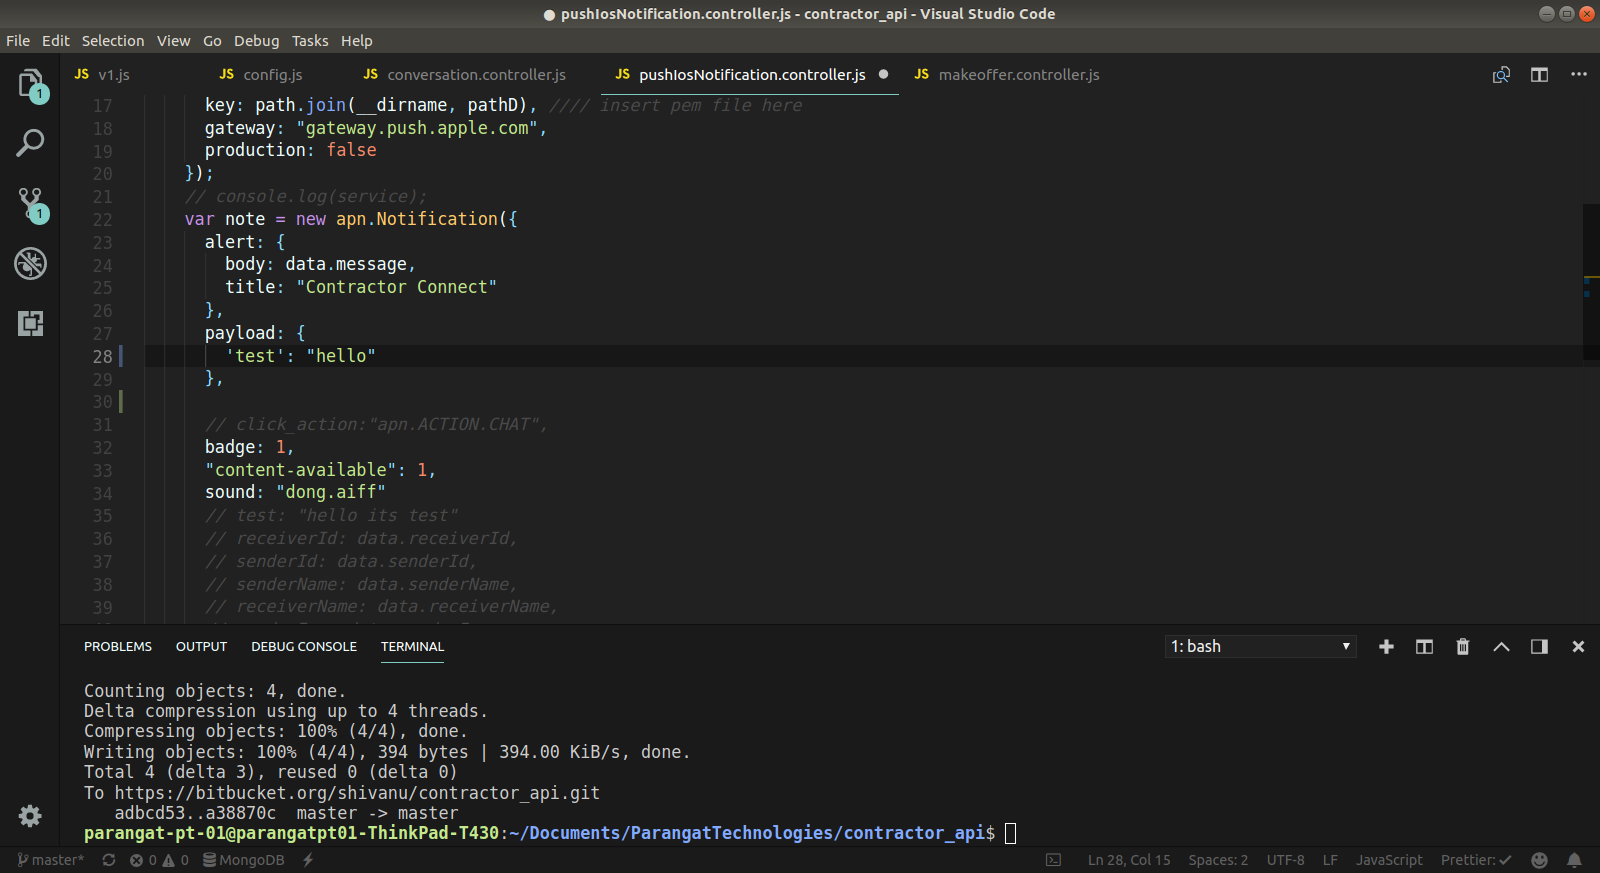 ● pushIosNotification.controller.js - contractor_api - Visual Studio Code
File Edit Selection View Go Debug Tasks Help
JS v1.js JS config.js JS conversation.controller.js JS pushIosNotification.controller.js ● JS makeoffer.controller.js
17 key: path.join(__dirname, pathD), //// insert pem file here
18 gateway: "gateway.push.apple.com",
19 production: false
20 });
21 // console.log(service);
22 var note = new apn.Notification({
23 alert: {
24 body: data.message,
25 title: "Contractor Connect"
26 },
27 payload: {
28 'test': "hello"
29 },
30
31 // click_action:"apn.ACTION.CHAT",
32 badge: 1,
33 "content-available": 1,
34 sound: "dong.aiff"
35 // test: "hello its test"
36 // receiverId: data.receiverId,
37 // senderId: data.senderId,
38 // senderName: data.senderName,
39 // receiverName: data.receiverName,
1
1
PROBLEMS OUTPUT DEBUG CONSOLE TERMINAL 1: bash
Counting objects: 4, done.
Delta compression using up to 4 threads.
Compressing objects: 100% (4/4), done.
Writing objects: 100% (4/4), 394 bytes | 394.00 KiB/s, done.
Total 4 (delta 3), reused 0 (delta 0)
To https://bitbucket.org/shivanu/contractor_api.git
adbcd53..a38870c master -> master
parangat-pt-01@parangatpt01-ThinkPad-T430:~/Documents/ParangatTechnologies/contractor_api$
master* 0 0 MongoDB Ln 28, Col 15 Spaces: 2 UTF-8 LF JavaScript Prettier: ✓